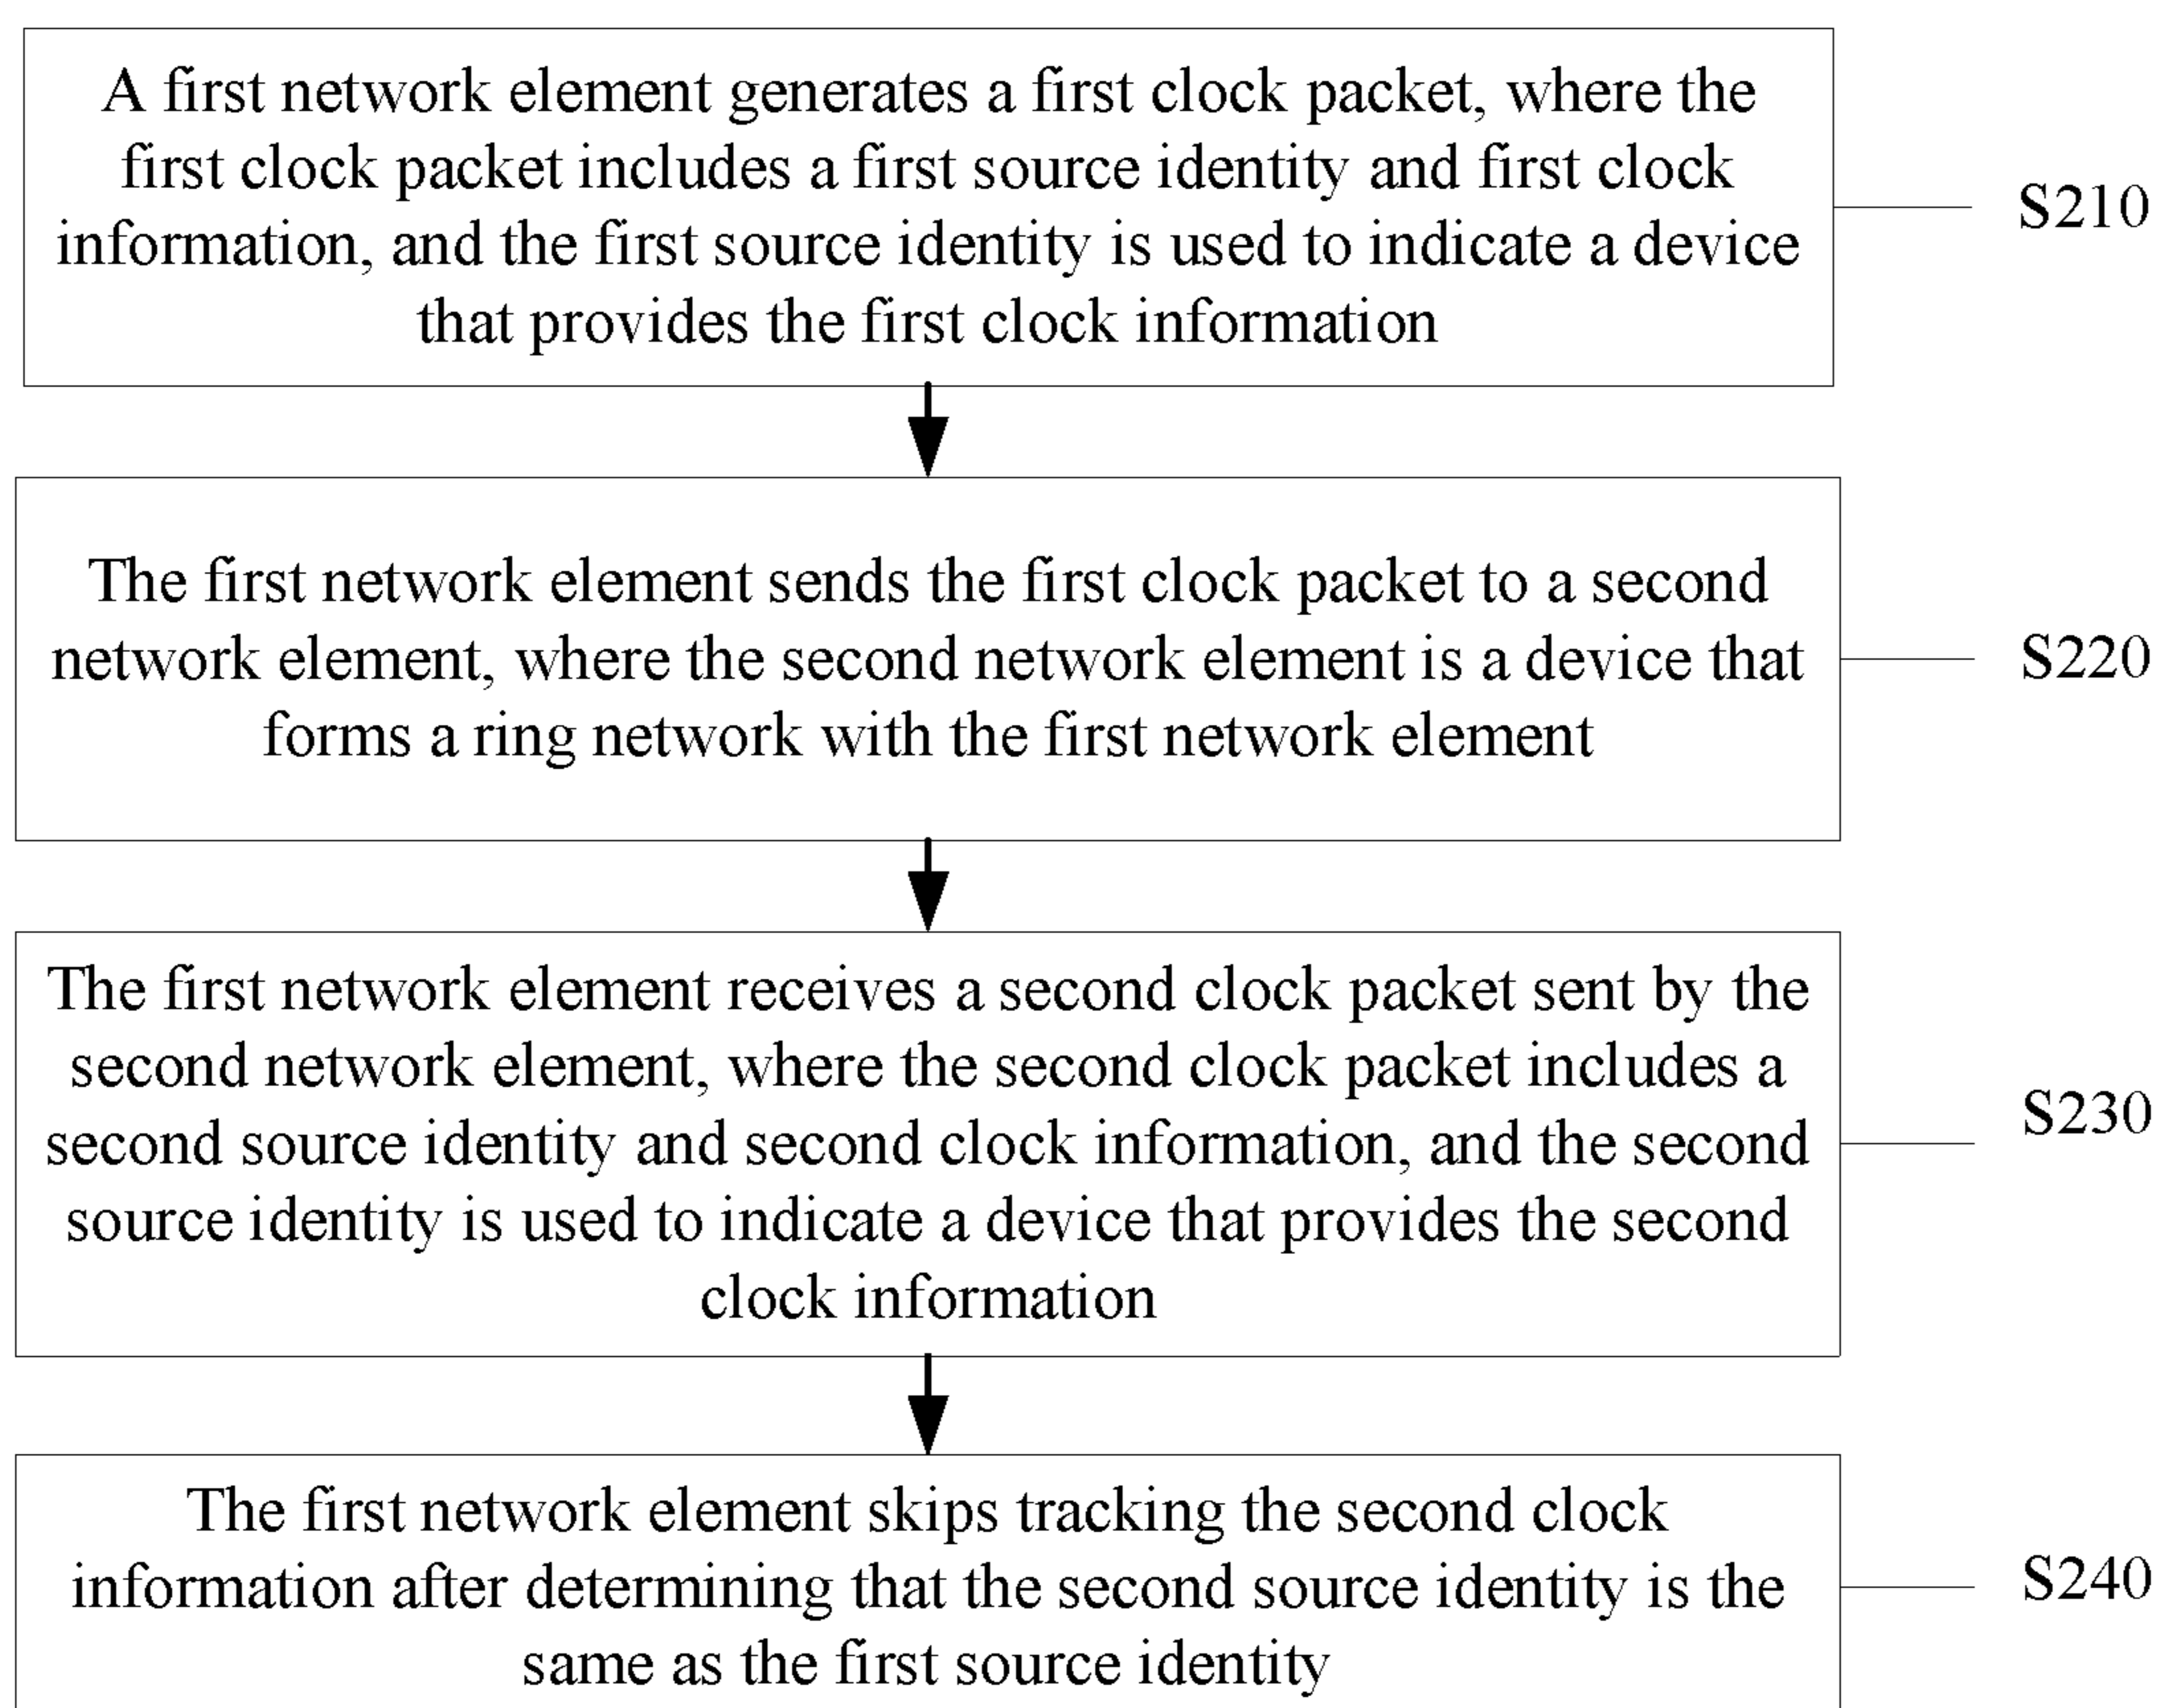 A first network element generates a first clock packet, where the
first clock packet includes a first source identity and first clock
information, and the first source identity is used to indicate a device
that provides the first clock information
S210
The first network element sends the first clock packet to a second
network element, where the second network element is a device that
forms a ring network with the first network element
S220
The first network element receives a second clock packet sent by the
second network element, where the second clock packet includes a
second source identity and second clock information, and the second
source identity is used to indicate a device that provides the second
clock information
S230
The first network element skips tracking the second clock
information after determining that the second source identity is the
same as the first source identity
S240